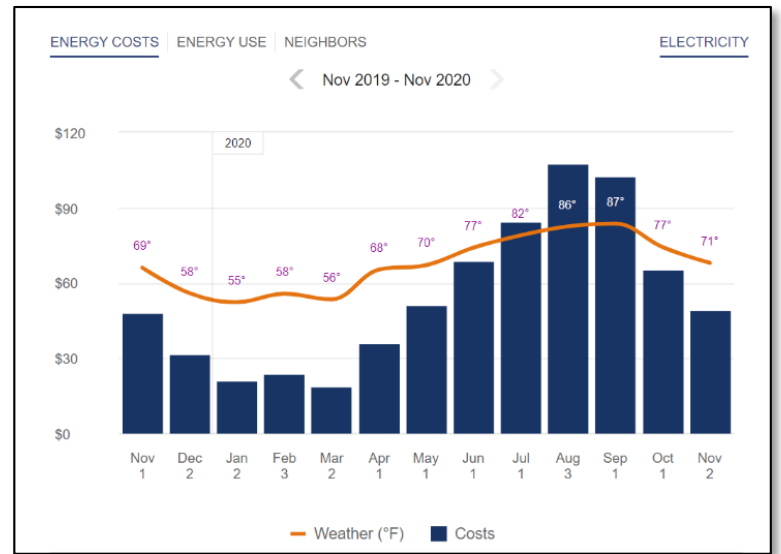 ENERGY COSTS ENERGY USE NEIGHBORS ELECTRICITY
Nov 2019 - Nov 2020
$120
2020
$90
$60
$30
$0
69° 58° 55° 58° 56° 68° 70° 77° 82° 86° 87° 77° 71°
Nov Dec Jan Feb Mar Apr May Jun Jul Aug Sep Oct Nov
1 2 2 3 2 1 1 1 1 3 1 1 2
Weather (°F) Costs